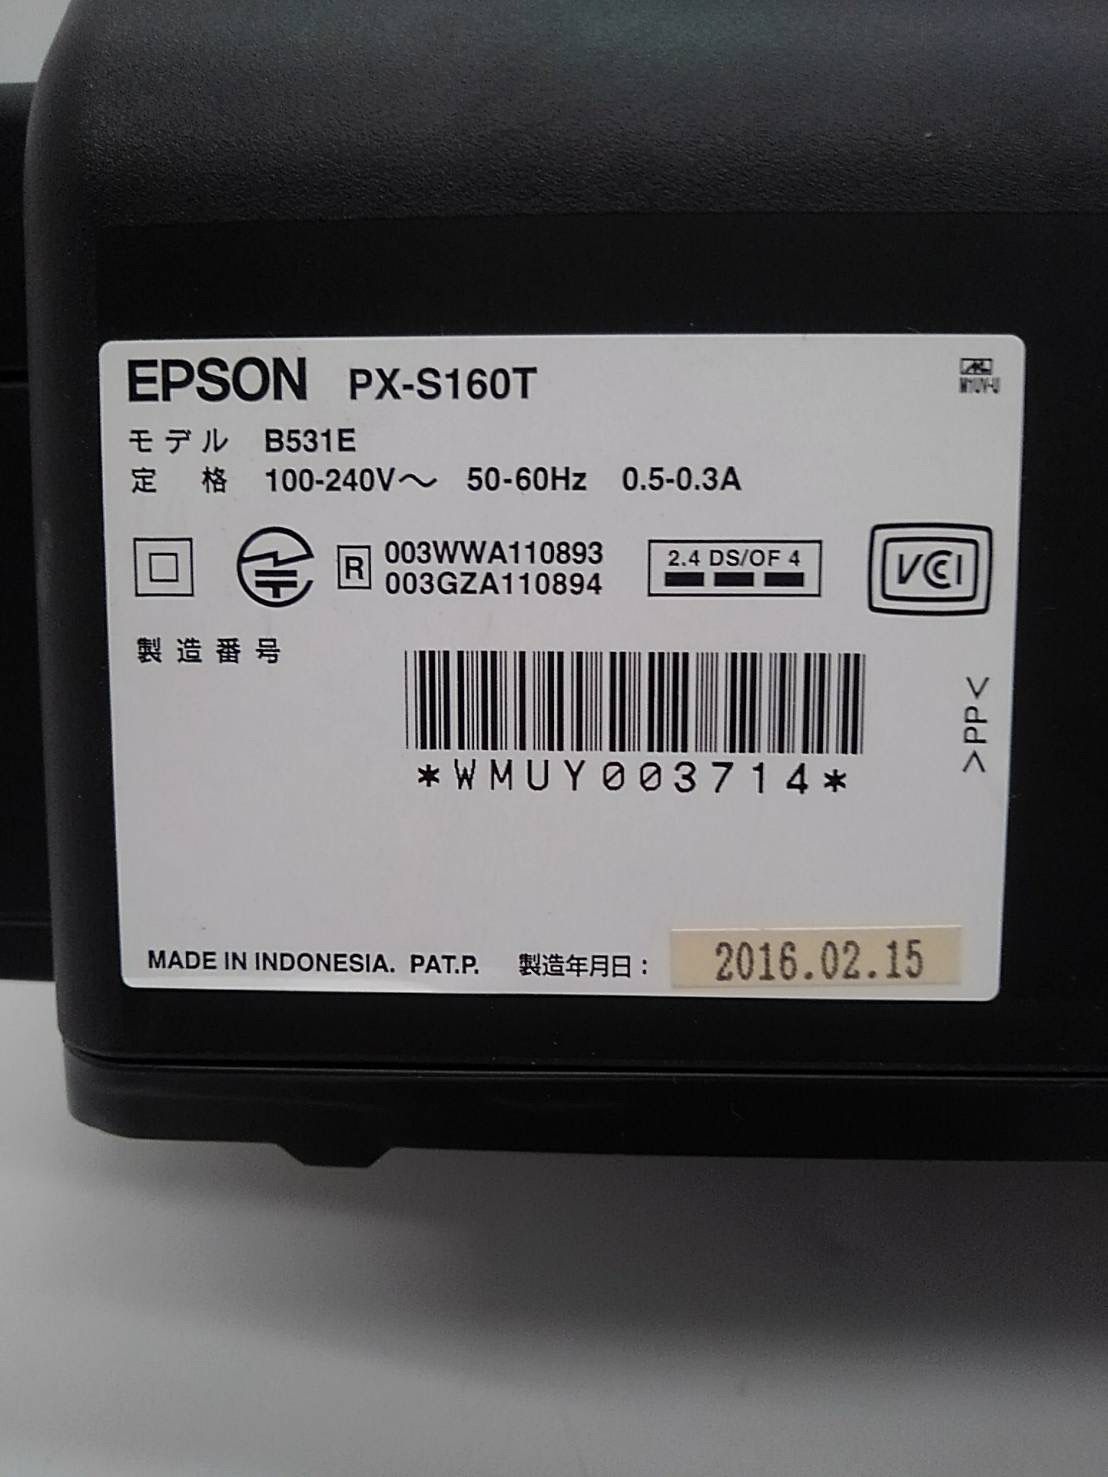 EPSON PX-S160T
M1UV-U
モデル B531E
定格 100-240V～ 50-60Hz 0.5-0.3A
R 003WWA110893
003GZA110894
2.4 DS/OF 4
VCCI
製造番号
*WMUY003714*
>PP<
MADE IN INDONESIA. PAT.P. 製造年月日： 2016.02.15